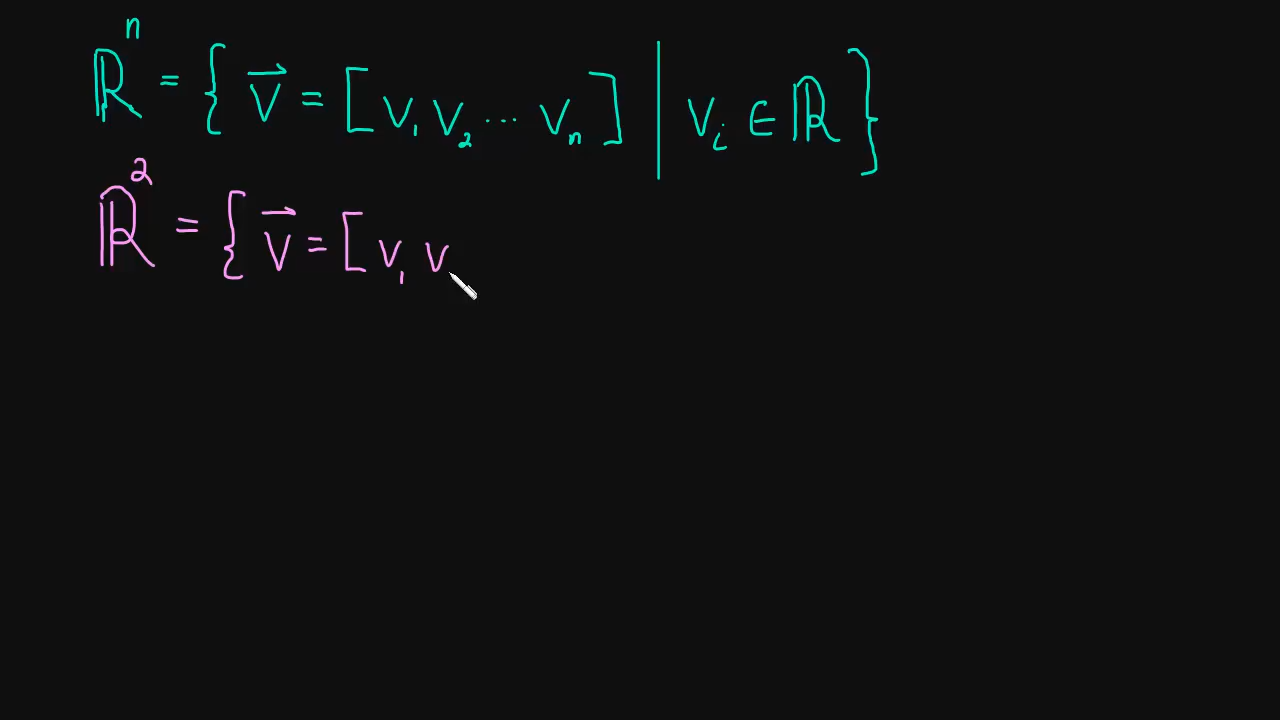 ℝⁿ = { v⃗ = [ v₁ v₂ ... vₙ ] | vᵢ ∈ ℝ }
ℝ² = { v⃗ = [ v₁ v